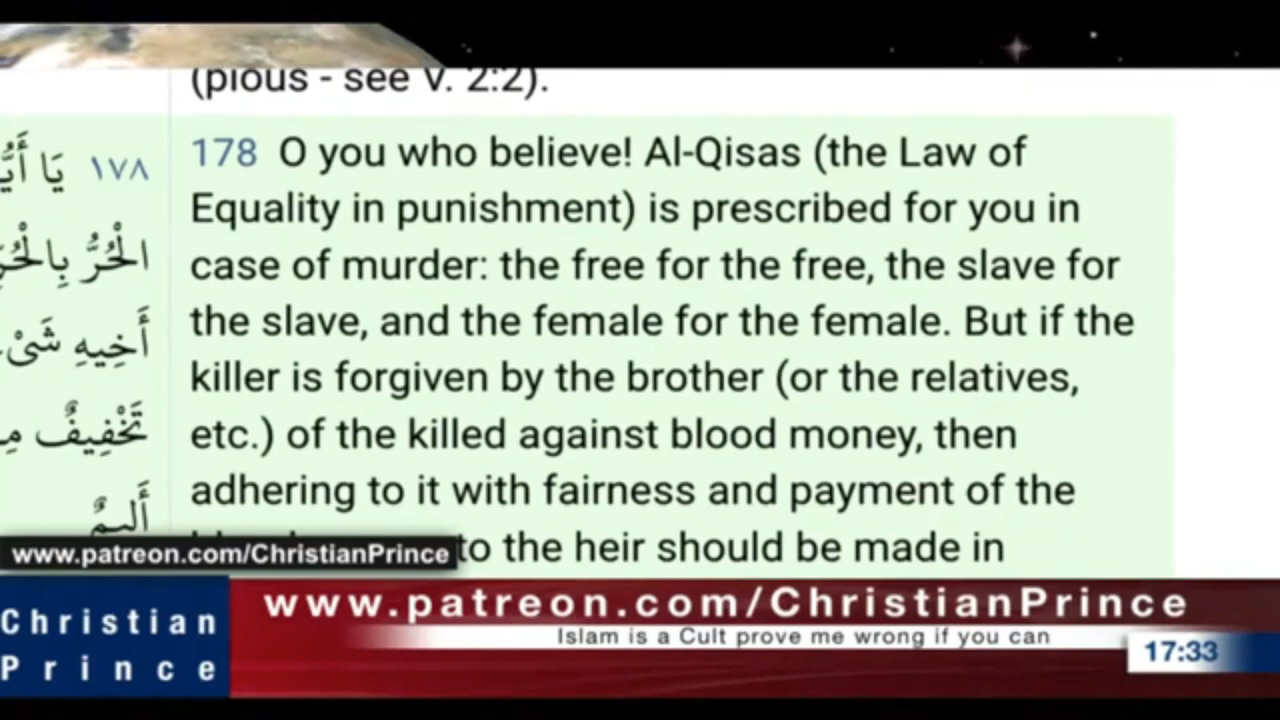 (pious - see V. 2:2).
178 O you who believe! Al-Qisas (the Law of
Equality in punishment) is prescribed for you in
case of murder: the free for the free, the slave for
the slave, and the female for the female. But if the
killer is forgiven by the brother (or the relatives,
etc.) of the killed against blood money, then
adhering to it with fairness and payment of the
to the heir should be made in
١٧٨ يَا
الْحُرُّ
أَخِيهِ
تَخْفِيفٌ
أَلِيمٌ
www.patreon.com/ChristianPrince
Christian
Prince
www.patreon.com/ChristianPrince
Islam is a Cult prove me wrong if you can
17:33